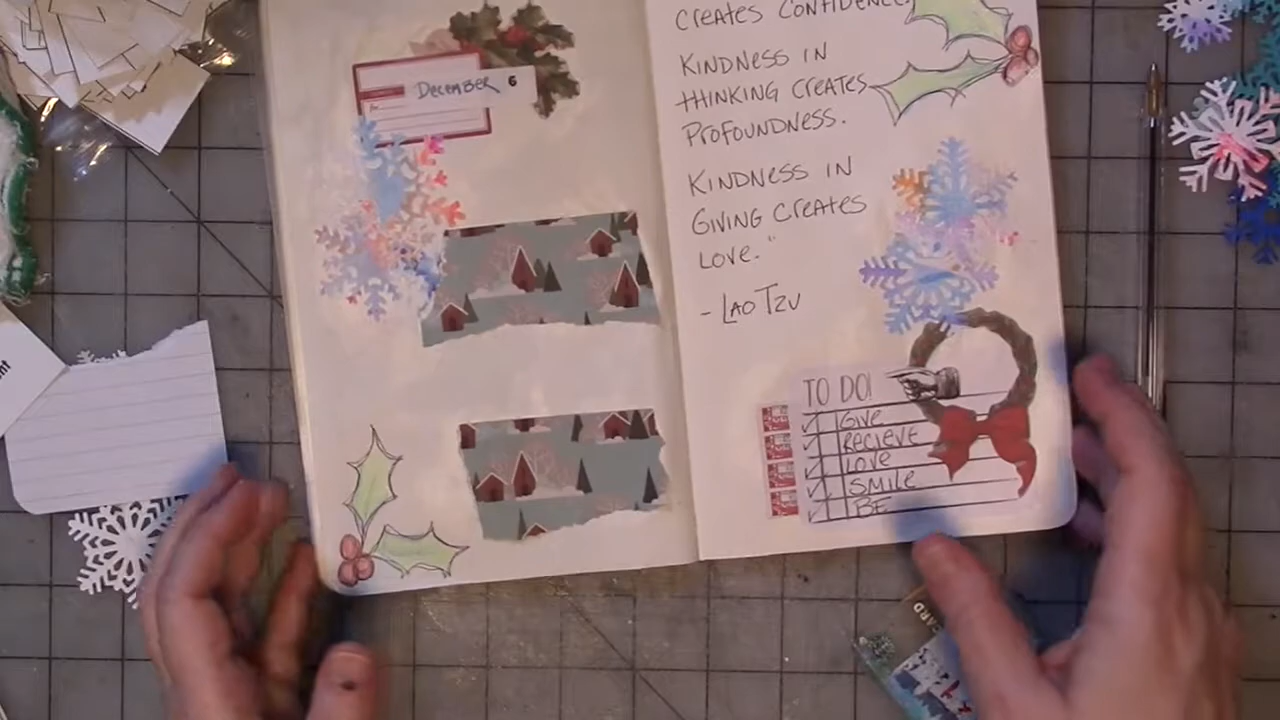 December 6
Creates Confidence.
Kindness in
thinking creates
profoundness.
Kindness in
giving creates
love."
- Lao Tzu
TO DO!
Give
Recieve
Love
Smile
Be
CARD